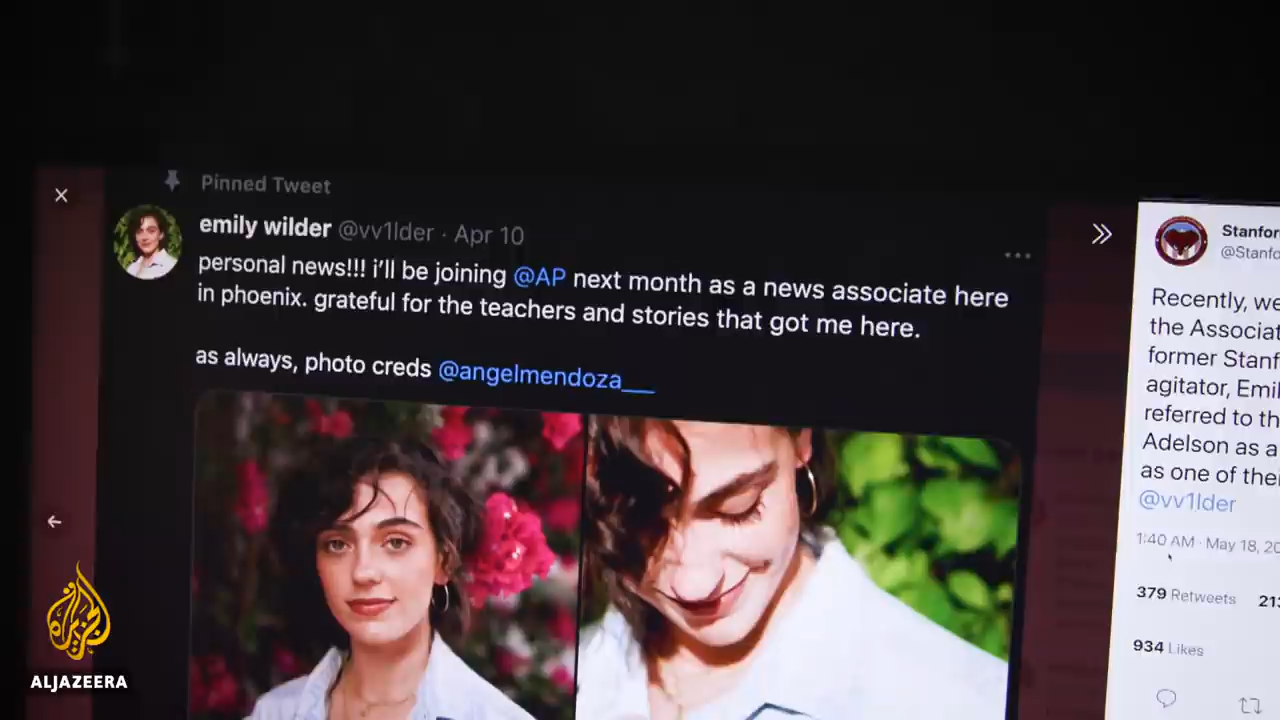 Pinned Tweet
emily wilder @vv1lder · Apr 10
personal news!!! i'll be joining @AP next month as a news associate here
in phoenix. grateful for the teachers and stories that got me here.
as always, photo creds @angelmendoza___
Recently, we
the Associat
former Stanf
agitator, Emil
referred to th
Adelson as a
as one of the
@vv1lder
1:40 AM · May 18, 20
379 Retweets 21
934 Likes
الجزيرة
ALJAZEERA